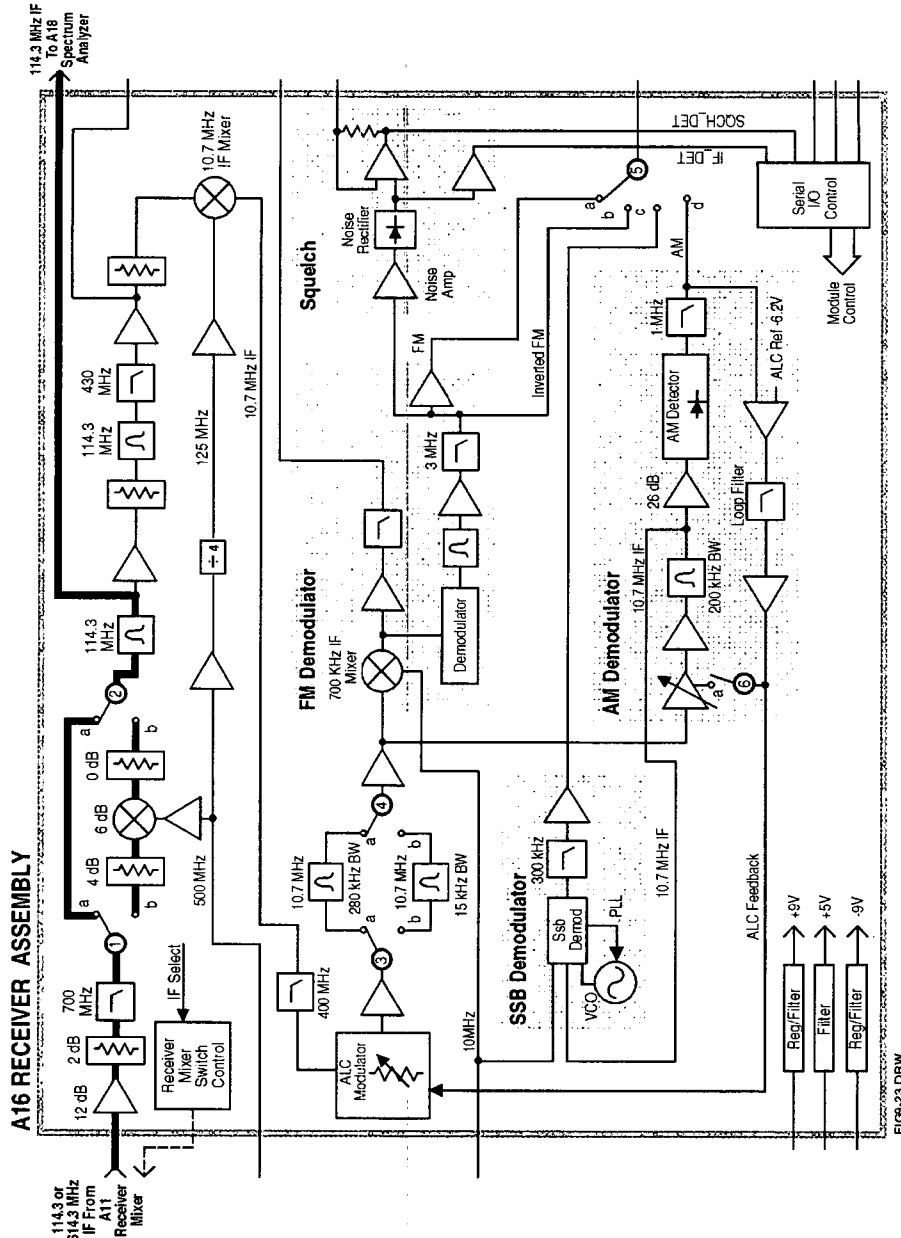 A16 RECEIVER ASSEMBLY
114.3 or
614.3 MHz
IF From
A11
Receiver
Mixer
12 dB
2 dB
700
MHz
1
a
b
4 dB
6 dB
0 dB
a
b
2
114.3
MHz
114.3 MHz IF
To A18
Spectrum
Analyzer
114.3
MHz
430
MHz
10.7 MHz
IF Mixer
IF Select
Receiver
Mixer
Switch
Control
500 MHz
÷ 4
125 MHz
10.7 MHz IF
400 MHz
ALC
Modulator
3
a
b
10.7 MHz
280 kHz BW
10.7 MHz
15 kHz BW
a
b
4
10MHz
FM Demodulator
700 KHz IF
Mixer
Demodulator
3 MHz
Squelch
Noise
Amp
Noise
Rectifier
FM
Inverted FM
a
b
c
d
5
SQCH_DET
IF_DET
SSB Demodulator
Ssb
Demod
VCO
PLL
300 kHz
10.7 MHz IF
AM Demodulator
a
6
10.7 MHz IF
200 kHz BW
26 dB
AM Detector
1 MHz
AM
Loop Filter
ALC Ref -6.2V
ALC Feedback
Serial
I/O
Control
Module
Control
Reg/Filter
+9V
Filter
+5V
Reg/Filter
-9V
FIG9-23.DRW